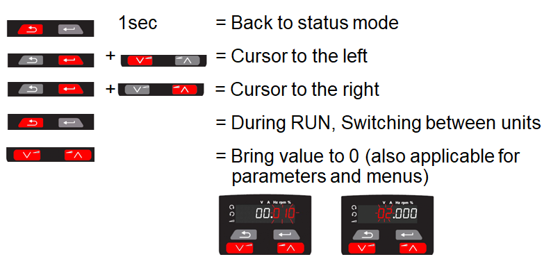 1sec = Back to status mode
+ = Cursor to the left
+ = Cursor to the right
= During RUN, Switching between units
= Bring value to 0 (also applicable for
parameters and menus)
V A Hz rpm % V A Hz rpm %
00.010 02.000